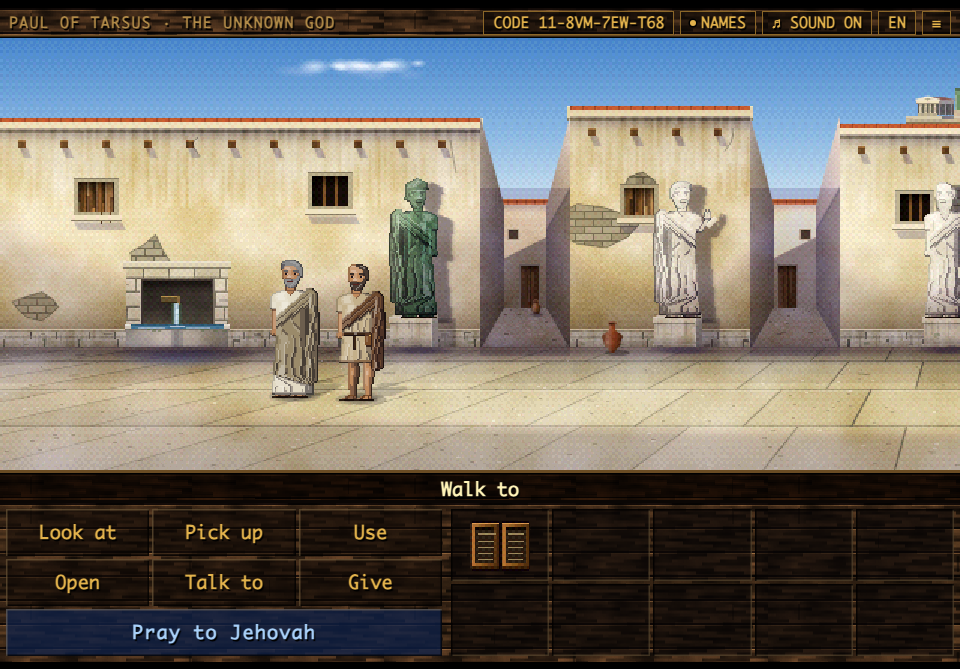 PAUL OF TARSUS · THE UNKNOWN GOD
CODE 11-8VM-7EW-T68
• NAMES
♬ SOUND ON
EN
≡
Walk to
Look at
Pick up
Use
Open
Talk to
Give
Pray to Jehovah